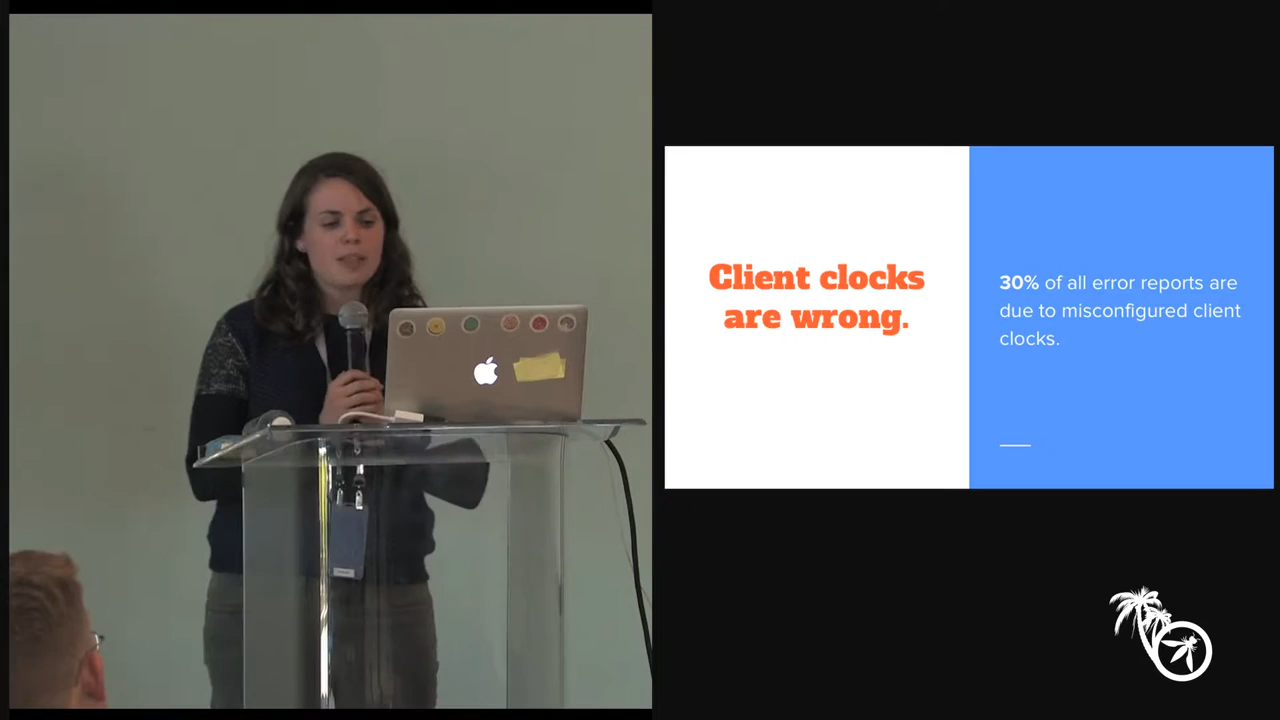 Client clocks
are wrong.
30% of all error reports are
due to misconfigured client
clocks.